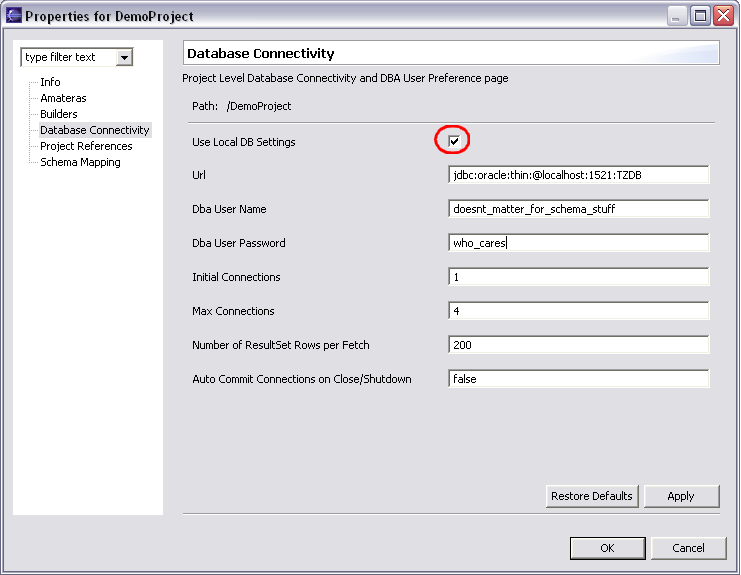 Properties for DemoProject
type filter text
Info
Amateras
Builders
Database Connectivity
Project References
Schema Mapping
Database Connectivity
Project Level Database Connectivity and DBA User Preference page
Path: /DemoProject
Use Local DB Settings
Url jdbc:oracle:thin:@localhost:1521:TZDB
Dba User Name doesnt_matter_for_schema_stuff
Dba User Password who_cares
Initial Connections 1
Max Connections 4
Number of ResultSet Rows per Fetch 200
Auto Commit Connections on Close/Shutdown false
Restore Defaults Apply
OK Cancel